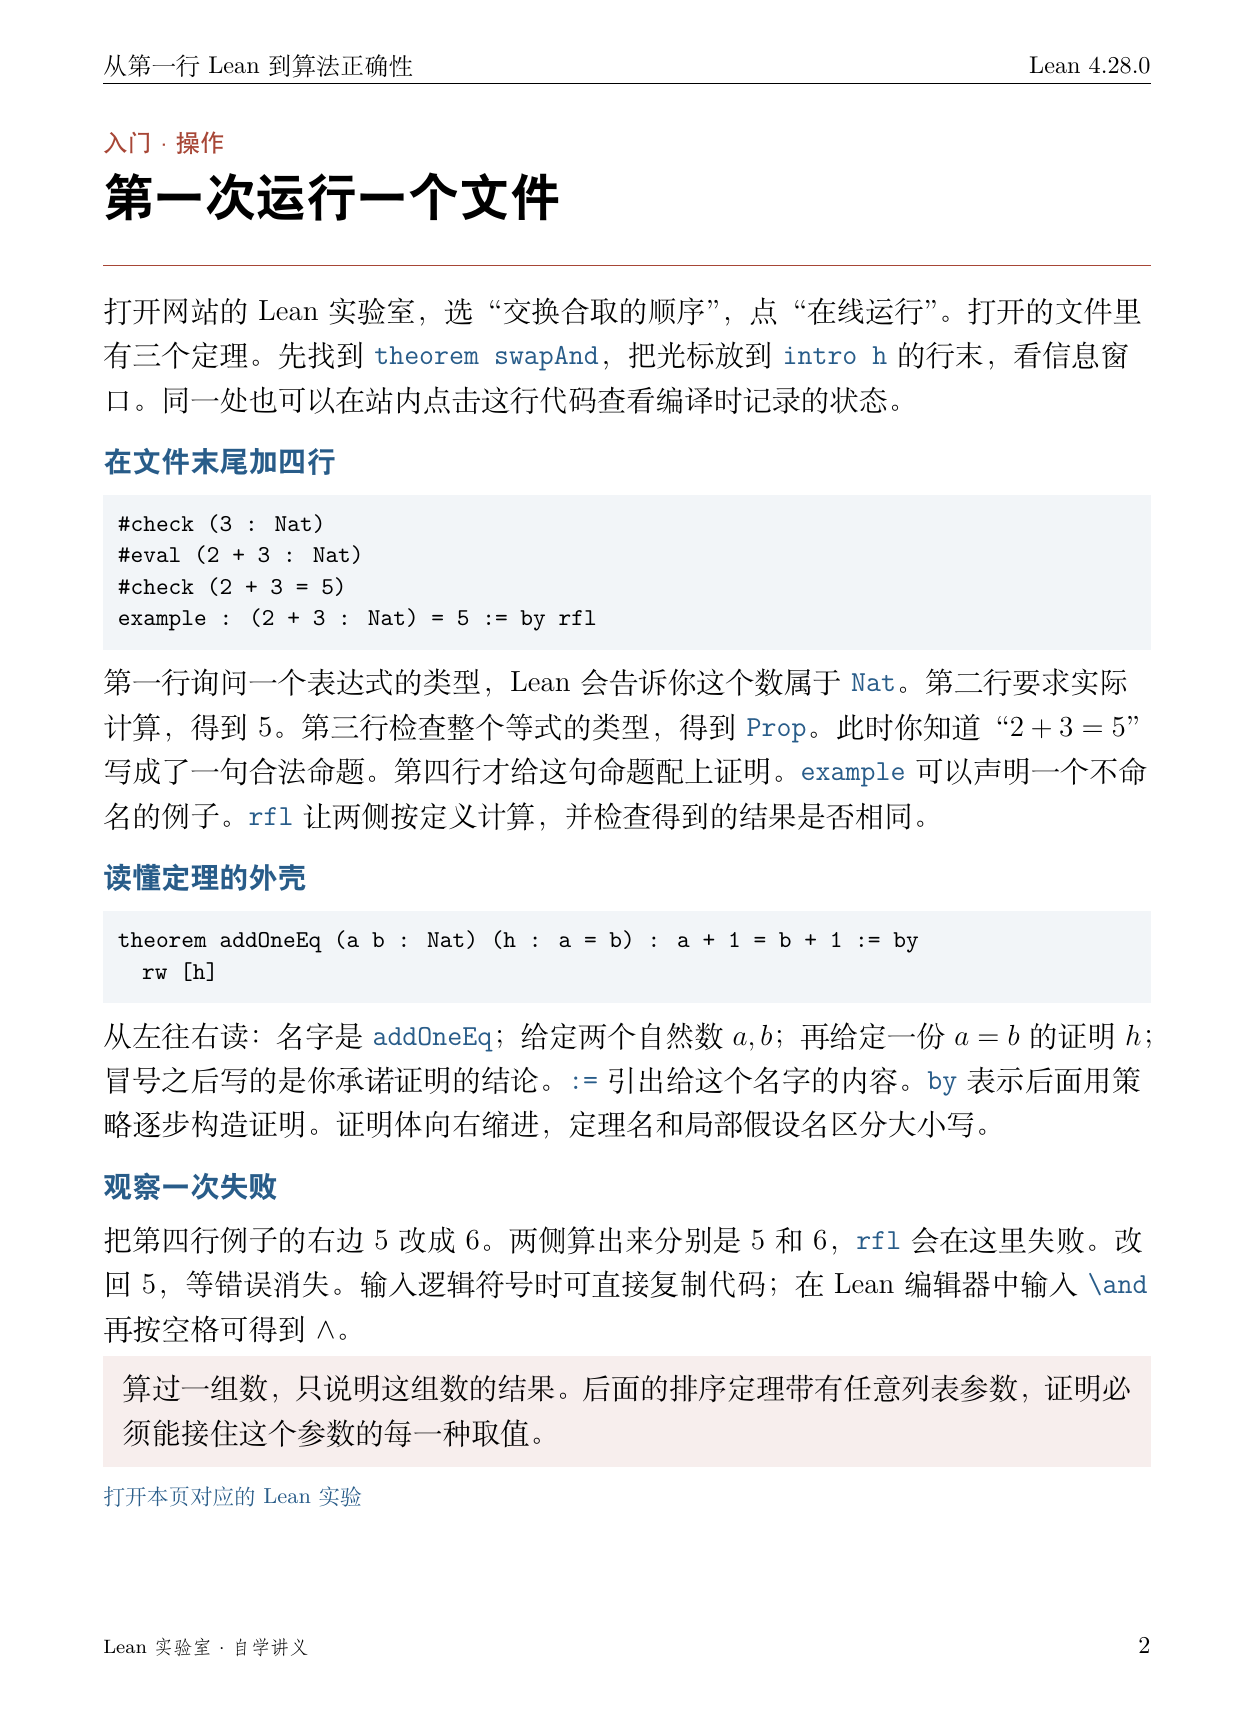 从第一行 Lean 到算法正确性
Lean 4.28.0
入门 · 操作
第一次运行一个文件
打开网站的 Lean 实验室，选“交换合取的顺序”，点“在线运行”。打开的文件里
有三个定理。先找到 theorem swapAnd，把光标放到 intro h 的行末，看信息窗
口。同一处也可以在站内点击这行代码查看编译时记录的状态。
在文件末尾加四行
#check (3 : Nat)
#eval (2 + 3 : Nat)
#check (2 + 3 = 5)
example : (2 + 3 : Nat) = 5 := by rfl
第一行询问一个表达式的类型，Lean 会告诉你这个数属于 Nat。第二行要求实际
计算，得到 5。第三行检查整个等式的类型，得到 Prop。此时你知道“2 + 3 = 5”
写成了一句合法命题。第四行才给这句命题配上证明。example 可以声明一个不命
名的例子。rfl 让两侧按定义计算，并检查得到的结果是否相同。
读懂定理的外壳
theorem addOneEq (a b : Nat) (h : a = b) : a + 1 = b + 1 := by
  rw [h]
从左往右读：名字是 addOneEq；给定两个自然数 a, b；再给定一份 a = b 的证明 h；
冒号之后写的是你承诺证明的结论。:= 引出给这个名字的内容。by 表示后面用策
略逐步构造证明。证明体向右缩进，定理名和局部假设名区分大小写。
观察一次失败
把第四行例子的右边 5 改成 6。两侧算出来分别是 5 和 6，rfl 会在这里失败。改
回 5，等错误消失。输入逻辑符号时可直接复制代码；在 Lean 编辑器中输入 \and
再按空格可得到 ∧。
算过一组数，只说明这组数的结果。后面的排序定理带有任意列表参数，证明必
须能接住这个参数的每一种取值。
打开本页对应的 Lean 实验
Lean 实验室 · 自学讲义
2